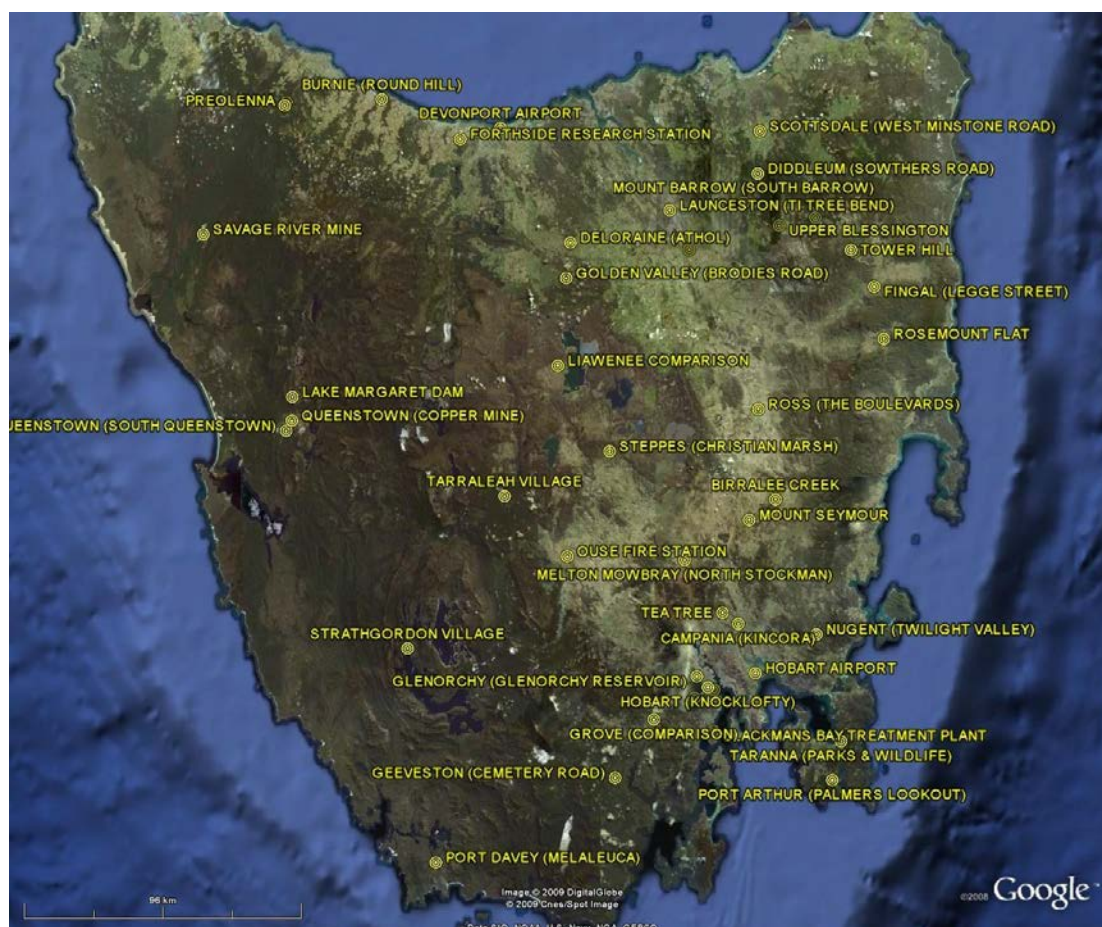 BURNIE (ROUND HILL)
PREOLENNA
DEVONPORT AIRPORT
FORTHSIDE RESEARCH STATION
SCOTTSDALE (WEST MINSTONE ROAD)
DIDDLEUM (SOWTHERS ROAD)
MOUNT BARROW (SOUTH BARROW)
LAUNCESTON (TI TREE BEND)
SAVAGE RIVER MINE
UPPER BLESSINGTON
DELORAINE (ATHOL)
TOWER HILL
GOLDEN VALLEY (BRODIES ROAD)
FINGAL (LEGGE STREET)
ROSEMOUNT FLAT
LIAWENEE COMPARISON
LAKE MARGARET DAM
ROSS (THE BOULEVARDS)
QUEENSTOWN (COPPER MINE)
UEENSTOWN (SOUTH QUEENSTOWN)
STEPPES (CHRISTIAN MARSH)
TARRALEAH VILLAGE
BIRRALEE CREEK
MOUNT SEYMOUR
OUSE FIRE STATION
MELTON MOWBRAY (NORTH STOCKMAN)
TEA TREE
NUGENT (TWILIGHT VALLEY)
STRATHGORDON VILLAGE
CAMPANIA (KINCORA)
HOBART AIRPORT
GLENORCHY (GLENORCHY RESERVOIR)
HOBART (KNOCKLOFTY)
GROVE (COMPARISON)
LACKMANS BAY TREATMENT PLANT
TARANNA (PARKS & WILDLIFE)
GEEVESTON (CEMETERY ROAD)
PORT ARTHUR (PALMERS LOOKOUT)
PORT DAVEY (MELALEUCA)
96 km
Image © 2009 DigitalGlobe
© 2009 Cnes/Spot Image
©2008 Google